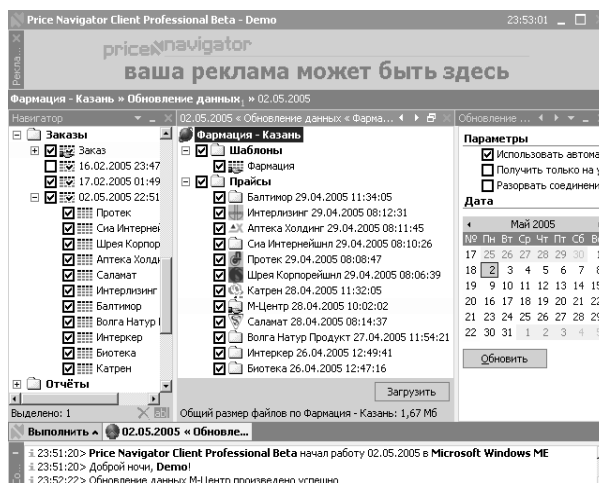 Price Navigator Client Professional Beta - Demo 23:53:01
Рекла...
pricenavigator
ваша реклама может быть здесь
Фармация - Казань » Обновление данных, » 02.05.2005
Навигатор
Заказы
Заказ
16.02.2005 23:47
17.02.2005 01:49
02.05.2005 22:51
Протек
Сиа Интерней
Шрея Корпор
Аптека Холди
Саламат
Интерлизинг
Балтимор
Волга Натур
Интеркер
Биотека
Катрен
Отчёты
Выделено: 1
02.05.2005 « Обновление данных « Фарма...
Фармация - Казань
Шаблоны
Фармация
Прайсы
Балтимор 29.04.2005 11:34:05
Интерлизинг 29.04.2005 08:12:31
Аптека Холдинг 29.04.2005 08:11:45
Сиа Интернейшнл 29.04.2005 08:10:26
Протек 29.04.2005 08:08:47
Шрея Корпорейшнл 29.04.2005 08:06:39
Катрен 28.04.2005 11:32:05
М-Центр 28.04.2005 10:02:02
Саламат 28.04.2005 08:14:37
Волга Натур Продукт 27.04.2005 11:54:21
Интеркер 26.04.2005 12:49:41
Биотека 26.04.2005 12:47:16
Загрузить
Общий размер файлов по Фармация - Казань: 1,67 Мб
Обновление ...
Параметры
Использовать автома
Получить только на у
Разорвать соединени
Дата
Май 2005
№ Пн Вт Ср Чт Пт Сб Вс
17 25 26 27 28 29 30 1
18 2 3 4 5 6 7 8
19 9 10 11 12 13 14 15
20 16 17 18 19 20 21 22
21 23 24 25 26 27 28 29
22 30 31 1 2 3 4 5
Обновить
Выполнить 02.05.2005 « Обновле...
Со...
23:51:20> Price Navigator Client Professional Beta начал работу 02.05.2005 в Microsoft Windows ME
23:51:20> Доброй ночи, Demo!
23:52:22> Обновление данных М-Центр произведено успешно